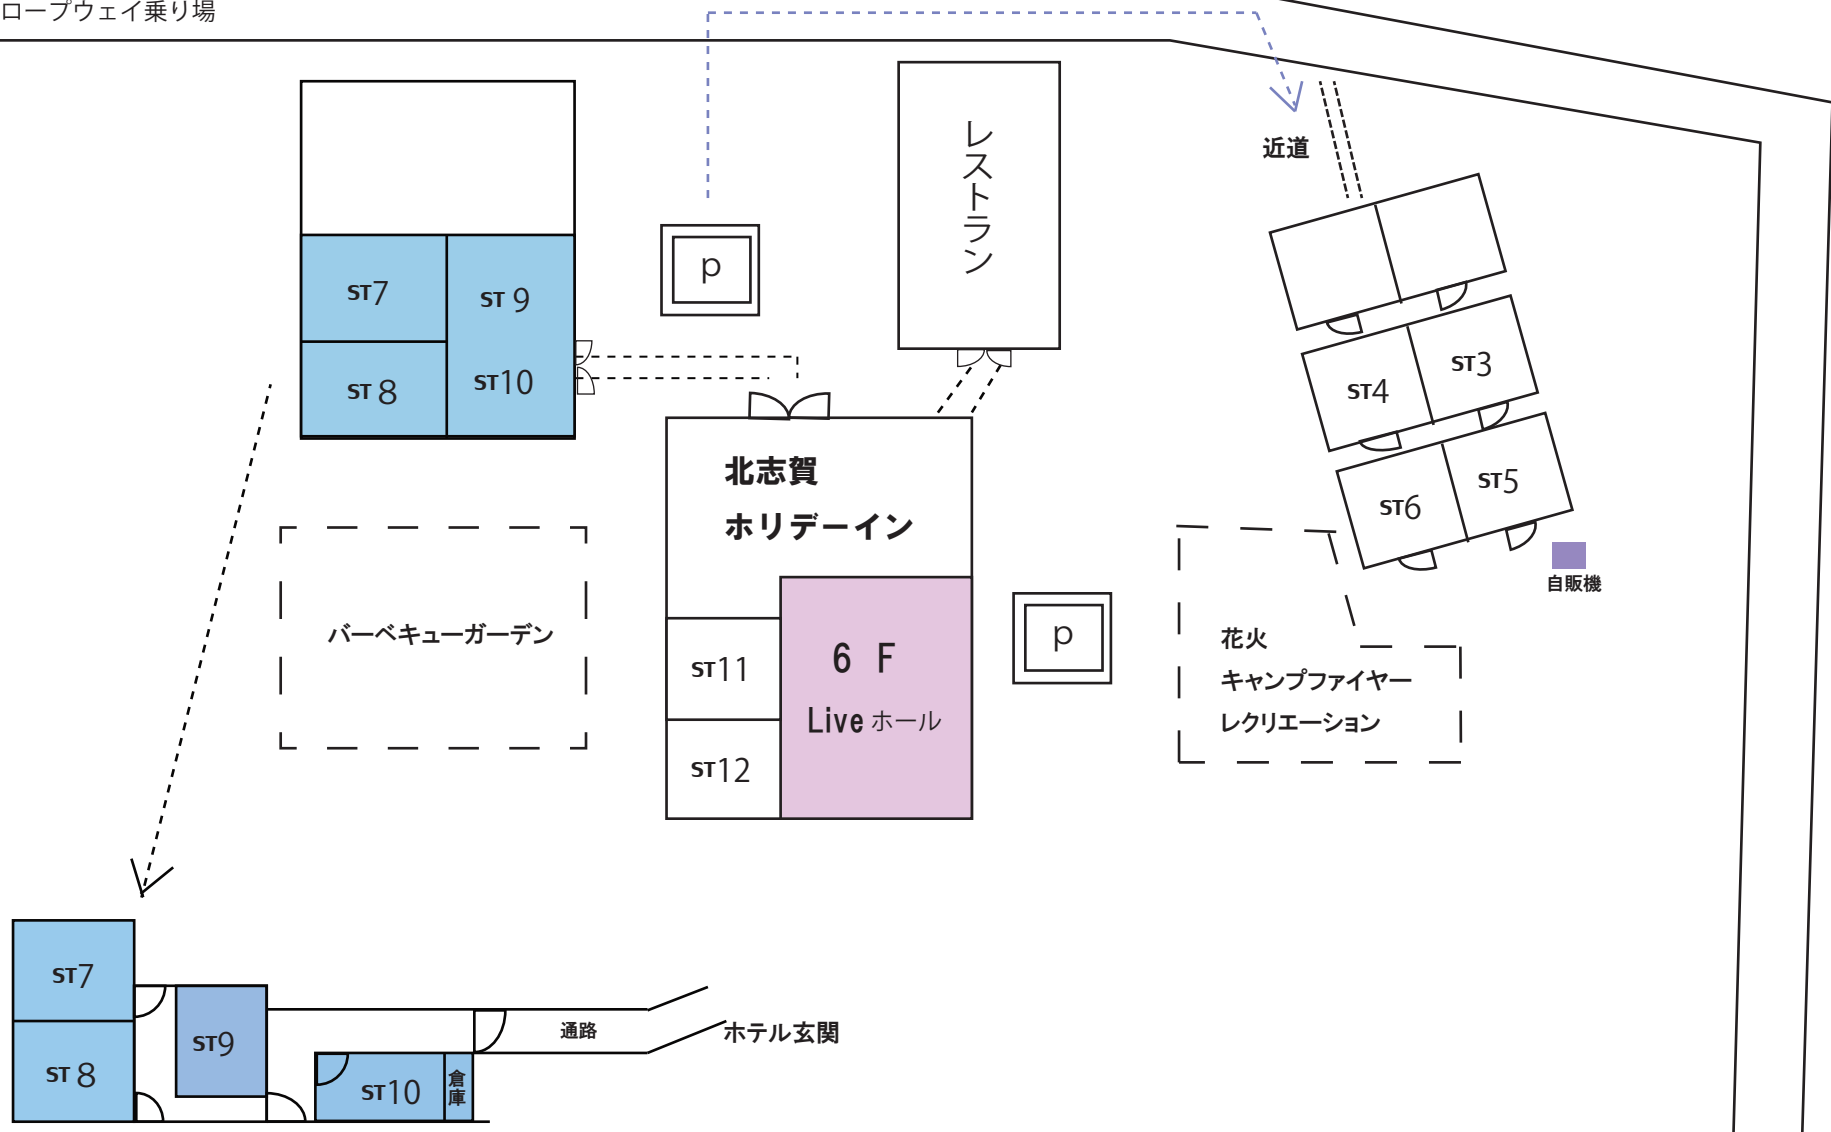 ロープウェイ乗り場
レストラン
近道
p
ST7
ST 9
ST 8
ST10
ST3
ST4
ST5
ST6
自販機
北志賀
ホリデーイン
バーベキューガーデン
ST11
ST12
6 F
Live ホール
p
花火
キャンプファイヤー
レクリエーション
ST7
ST 8
ST9
ST10
倉庫
通路
ホテル玄関